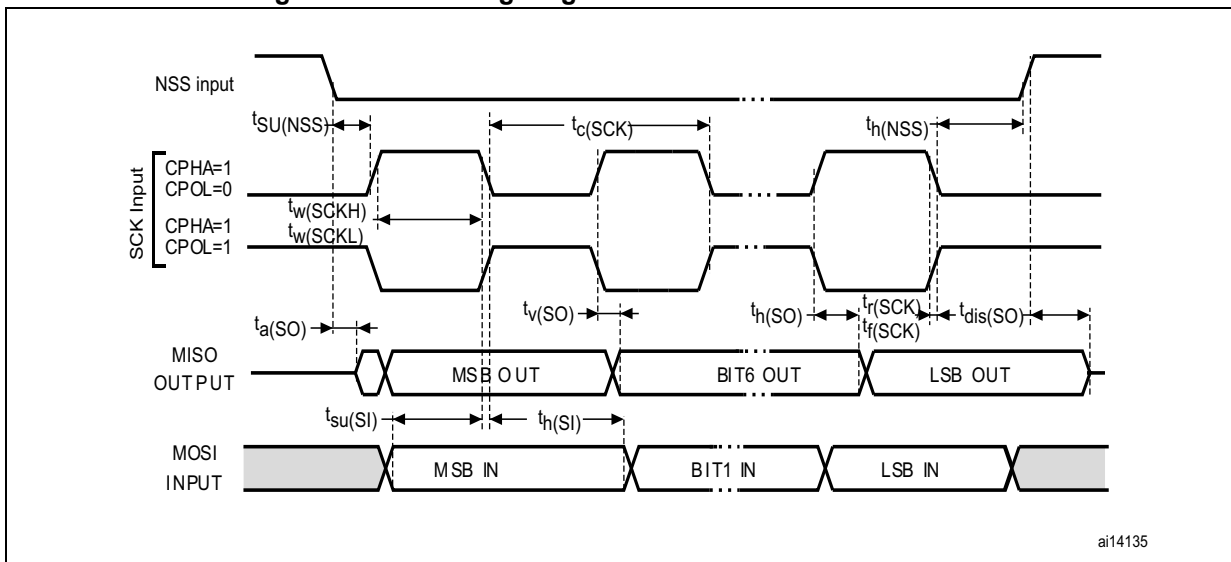 NSS input
tSU(NSS)
tc(SCK)
th(NSS)
SCK Input
CPHA=1
CPOL=0
tw(SCKH)
CPHA=1
tw(SCKL)
CPOL=1
ta(SO)
tv(SO)
th(SO)
tr(SCK)
tf(SCK)
tdis(SO)
MISO
OUTPUT
MSB OUT
BIT6 OUT
LSB OUT
tsu(SI)
th(SI)
MOSI
INPUT
MSB IN
BIT1 IN
LSB IN
ai14135